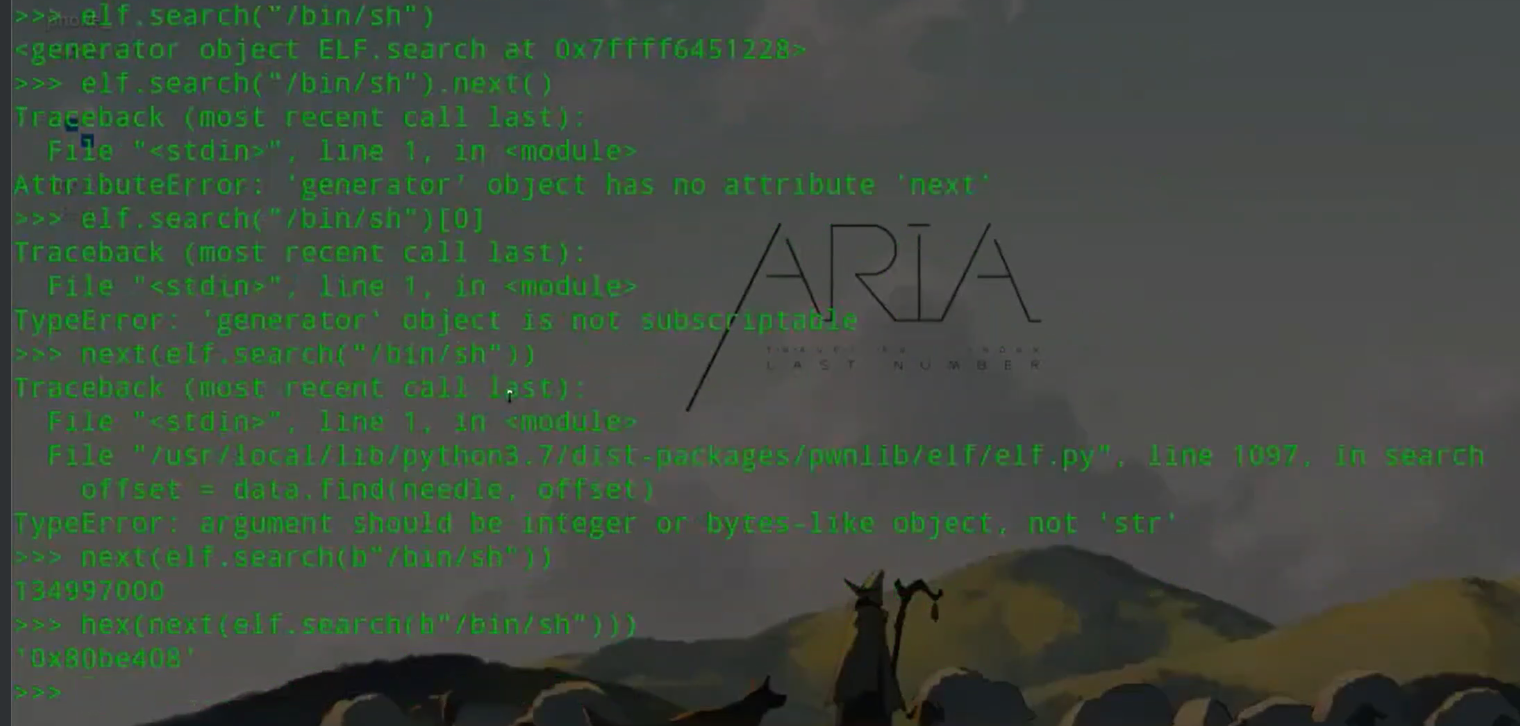 >>> elf.search("/bin/sh")
<generator object ELF.search at 0x7ffff6451228>
>>> elf.search("/bin/sh").next()
Traceback (most recent call last):
  File "<stdin>", line 1, in <module>
AttributeError: 'generator' object has no attribute 'next'
>>> elf.search("/bin/sh")[0]
Traceback (most recent call last):
  File "<stdin>", line 1, in <module>
TypeError: 'generator' object is not subscriptable
>>> next(elf.search("/bin/sh"))
Traceback (most recent call last):
  File "<stdin>", line 1, in <module>
  File "/usr/local/lib/python3.7/dist-packages/pwnlib/elf/elf.py", line 1097, in search
    offset = data.find(needle, offset)
TypeError: argument should be integer or bytes-like object, not 'str'
>>> next(elf.search(b"/bin/sh"))
134997000
>>> hex(next(elf.search(b"/bin/sh")))
'0x80be408'
>>>
ARIA
LAST NUMBER